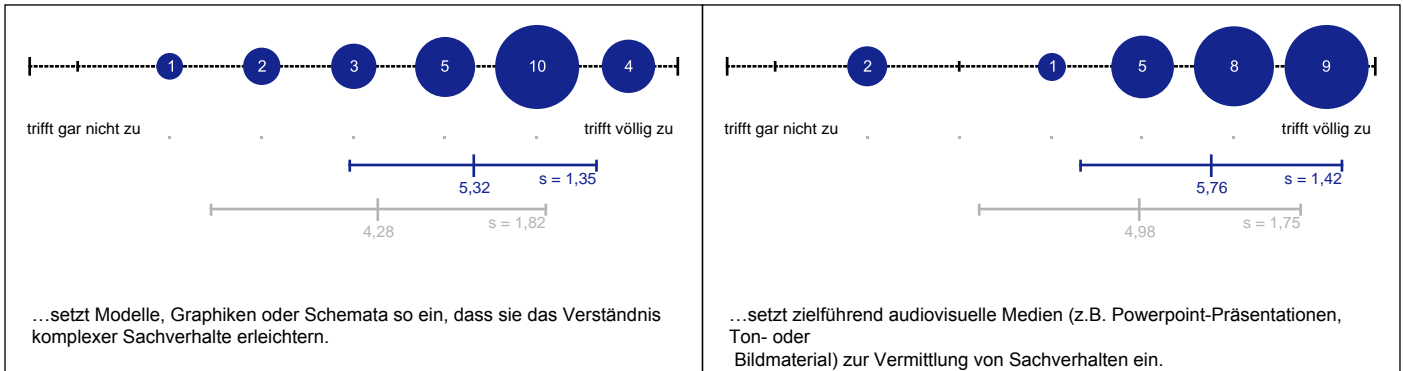 1 2 3 5 10 4
trifft gar nicht zu trifft völlig zu
s = 1,35
5,32
s = 1,82
4,28
…setzt Modelle, Graphiken oder Schemata so ein, dass sie das Verständnis
komplexer Sachverhalte erleichtern.
2 1 5 8 9
trifft gar nicht zu trifft völlig zu
s = 1,42
5,76
s = 1,75
4,98
…setzt zielführend audiovisuelle Medien (z.B. Powerpoint-Präsentationen,
Ton- oder
Bildmaterial) zur Vermittlung von Sachverhalten ein.